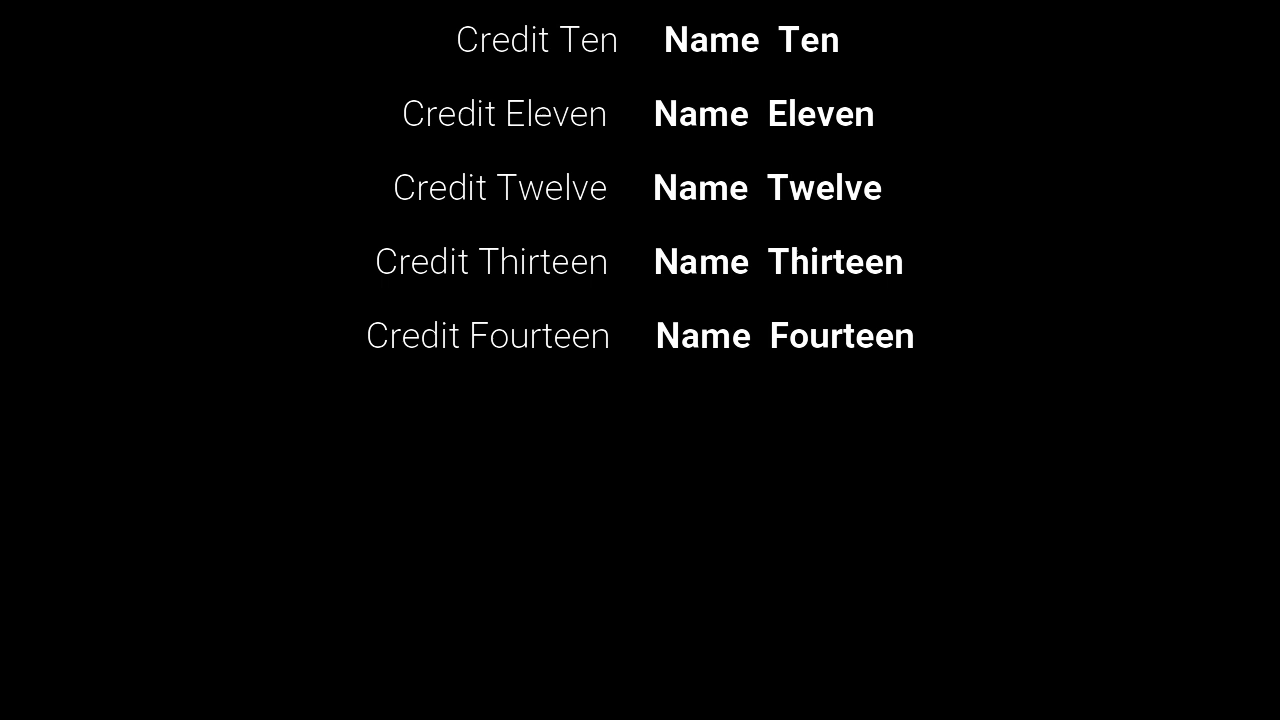 Credit Ten Name Ten
Credit Eleven Name Eleven
Credit Twelve Name Twelve
Credit Thirteen Name Thirteen
Credit Fourteen Name Fourteen